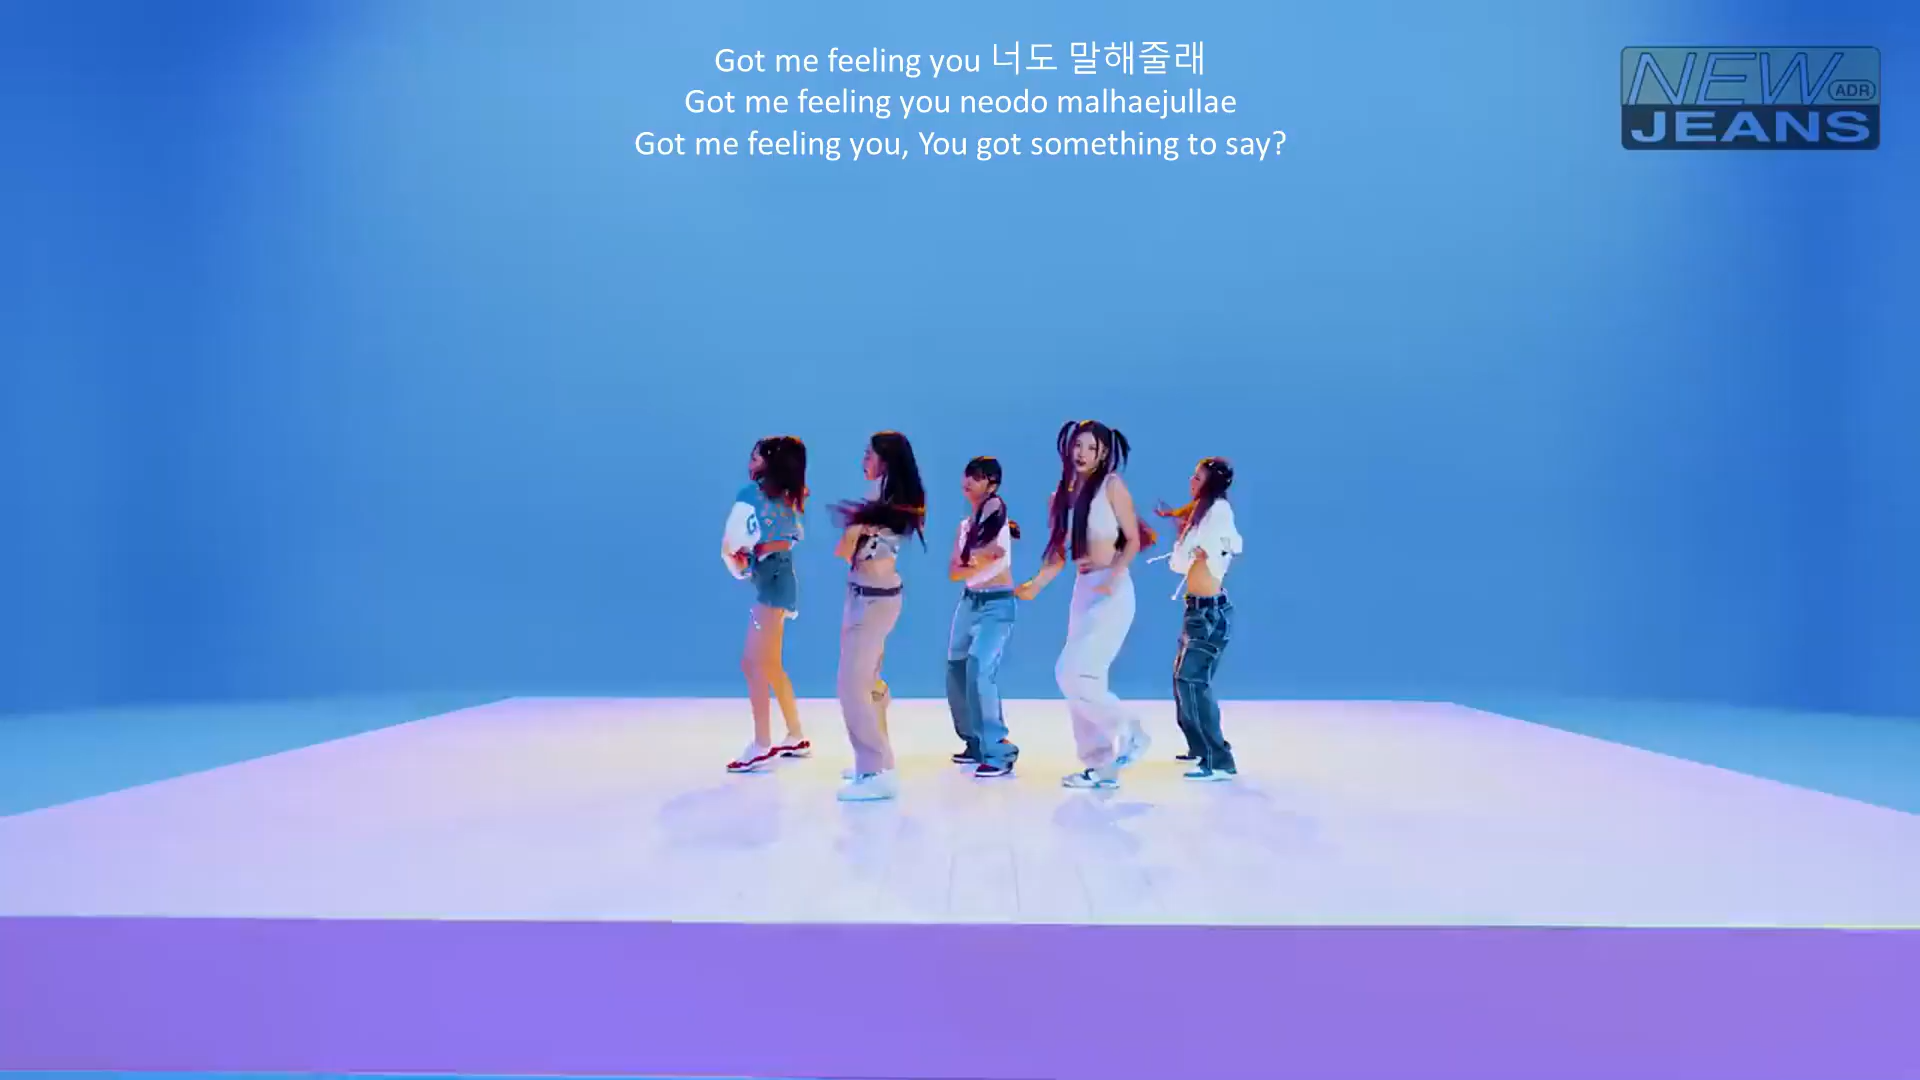 Got me feeling you 너도 말해줄래
Got me feeling you neodo malhaejullae
Got me feeling you, You got something to say?
NEW
ADR
JEANS